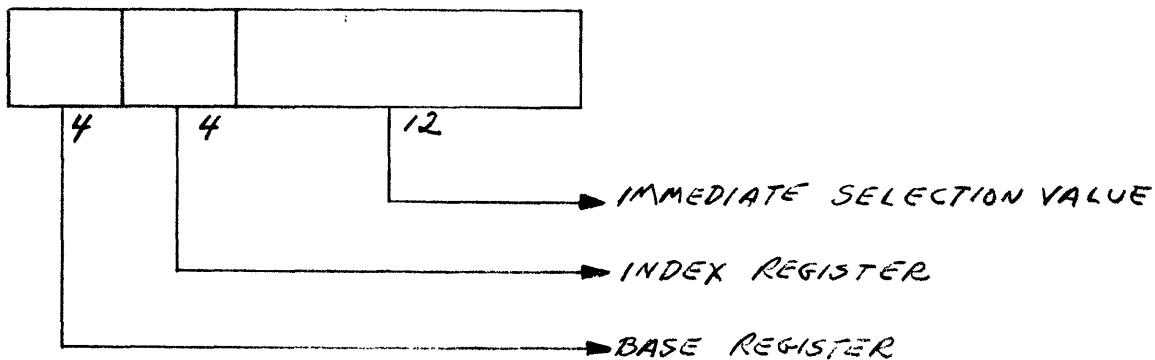 4 4 12
IMMEDIATE SELECTION VALUE
INDEX REGISTER
BASE REGISTER